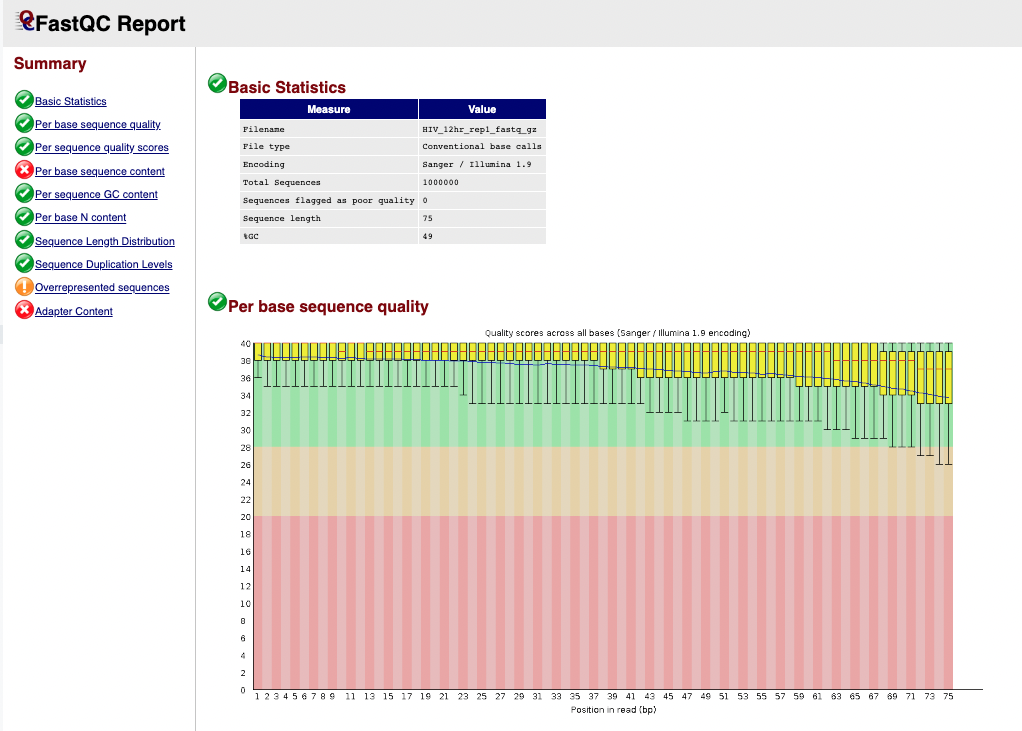 FastQC Report
Summary
Basic Statistics
Per base sequence quality
Per sequence quality scores
Per base sequence content
Per sequence GC content
Per base N content
Sequence Length Distribution
Sequence Duplication Levels
Overrepresented sequences
Adapter Content
Basic Statistics
Measure Value
Filename HIV_12hr_rep1_fastq_gz
File type Conventional base calls
Encoding Sanger / Illumina 1.9
Total Sequences 1000000
Sequences flagged as poor quality 0
Sequence length 75
%GC 49
Per base sequence quality
Quality scores across all bases (Sanger / Illumina 1.9 encoding)
40
38
36
34
32
30
28
26
24
22
20
18
16
14
12
10
8
6
4
2
0
1 2 3 4 5 6 7 8 9 11 13 15 17 19 21 23 25 27 29 31 33 35 37 39 41 43 45 47 49 51 53 55 57 59 61 63 65 67 69 71 73 75
Position in read (bp)